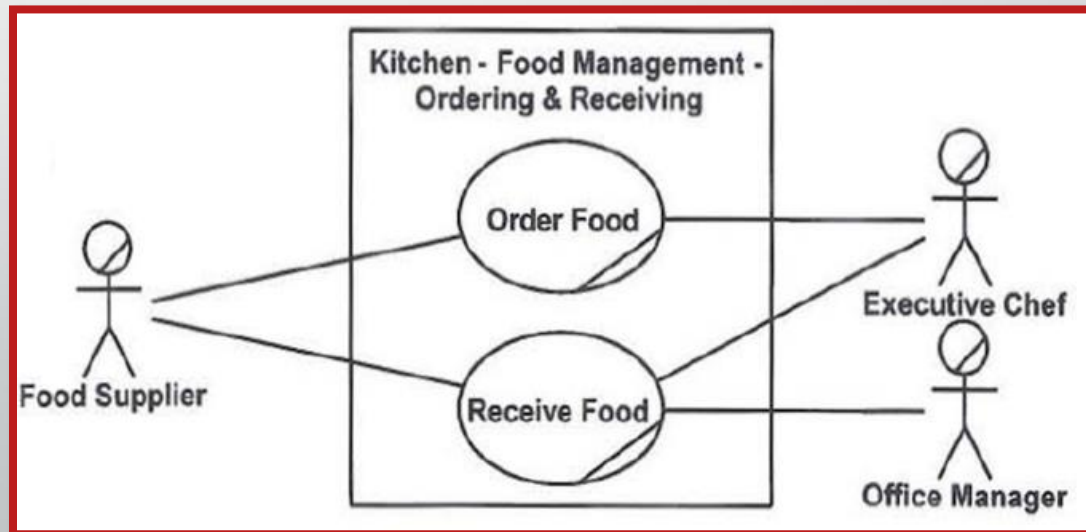 Kitchen - Food Management -
Ordering & Receiving
Order Food
Executive Chef
Food Supplier
Receive Food
Office Manager